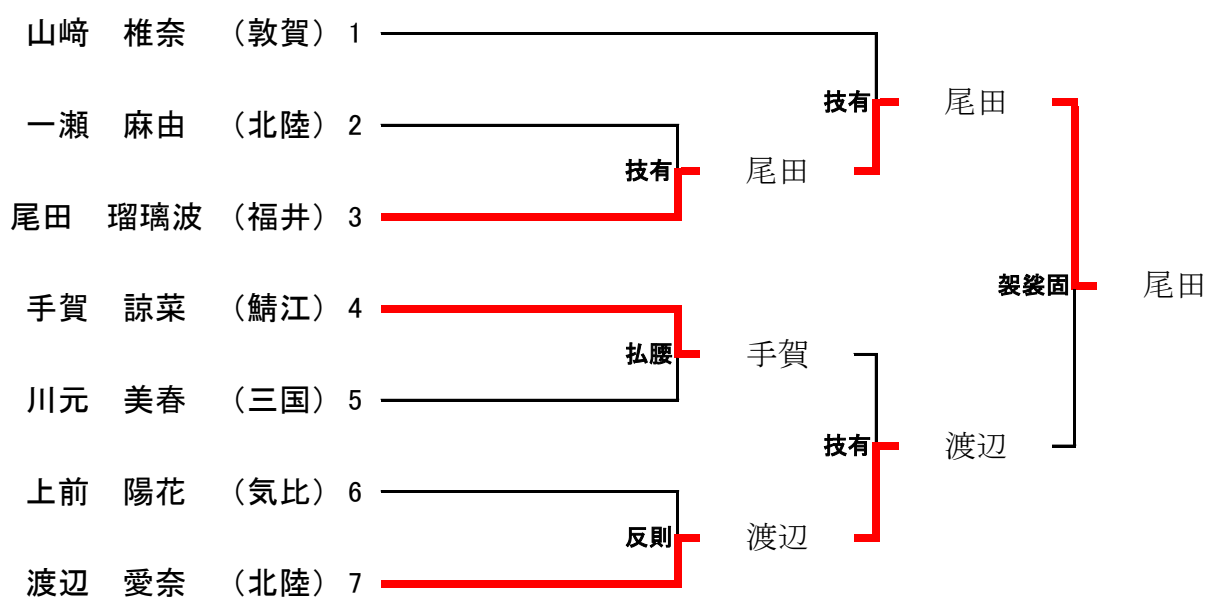 山﨑 椎奈 (敦賀) 1
技有 尾田
一瀬 麻由 (北陸) 2
技有 尾田
尾田 瑠璃波 (福井) 3
袈裟固 尾田
手賀 諒菜 (鯖江) 4
払腰 手賀
川元 美春 (三国) 5
技有 渡辺
上前 陽花 (気比) 6
反則 渡辺
渡辺 愛奈 (北陸) 7